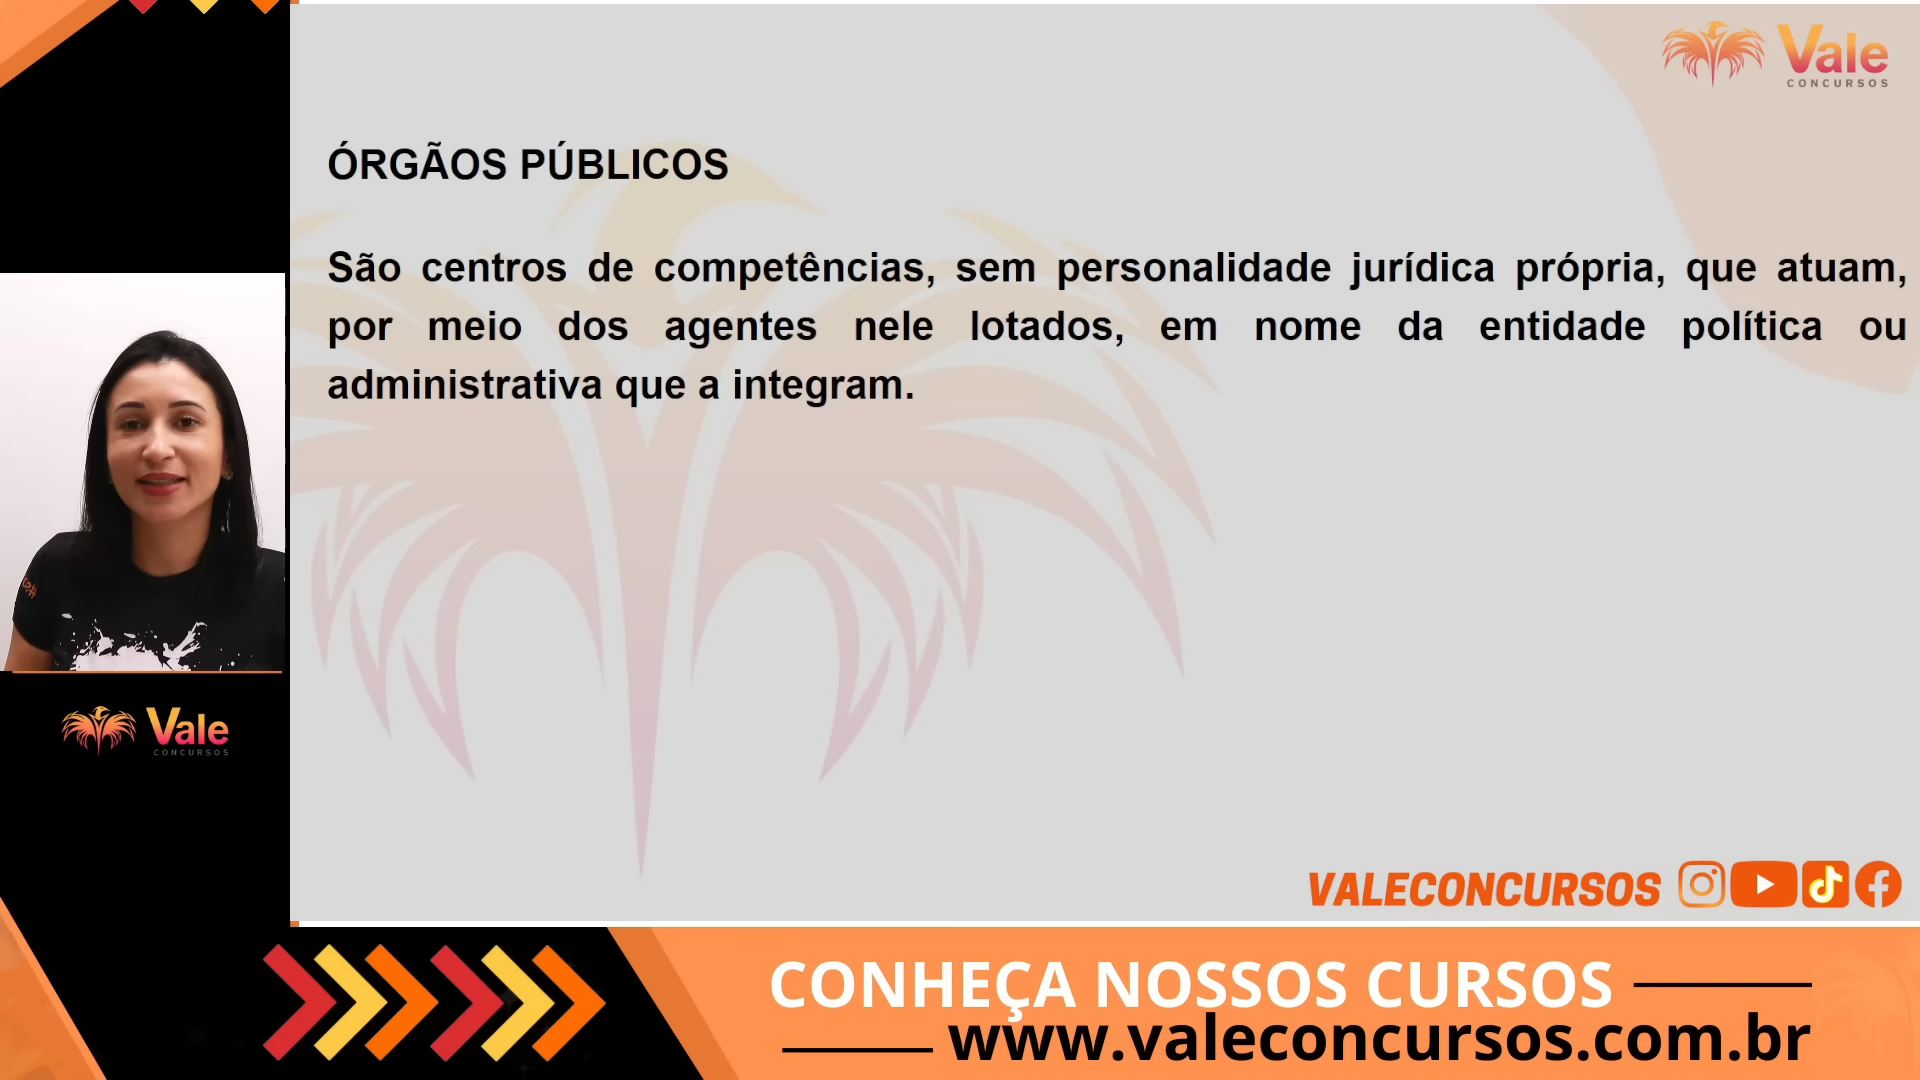 Vale
CONCURSOS
ÓRGÃOS PÚBLICOS
São centros de competências, sem personalidade jurídica própria, que atuam,
por meio dos agentes nele lotados, em nome da entidade política ou
administrativa que a integram.
Vale
CONCURSOS
VALECONCURSOS
CONHEÇA NOSSOS CURSOS
www.valeconcursos.com.br